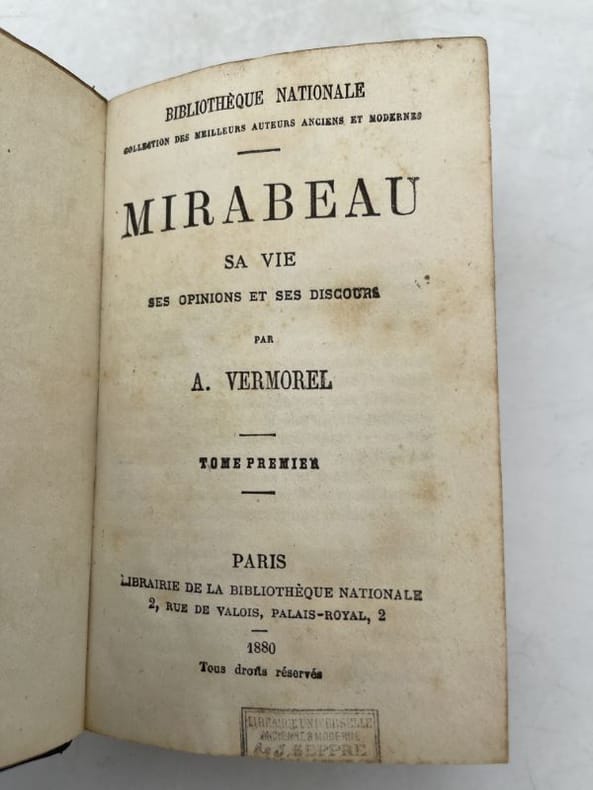 BIBLIOTHÈQUE NATIONALE
COLLECTION DES MEILLEURS AUTEURS ANCIENS ET MODERNES
MIRABEAU
SA VIE
SES OPINIONS ET SES DISCOURS
PAR
A. VERMOREL
TOME PREMIER
PARIS
LIBRAIRIE DE LA BIBLIOTHÈQUE NATIONALE
2, RUE DE VALOIS, PALAIS-ROYAL, 2
1880
Tous droits réservés
UNIVERSELLE
MODERNE